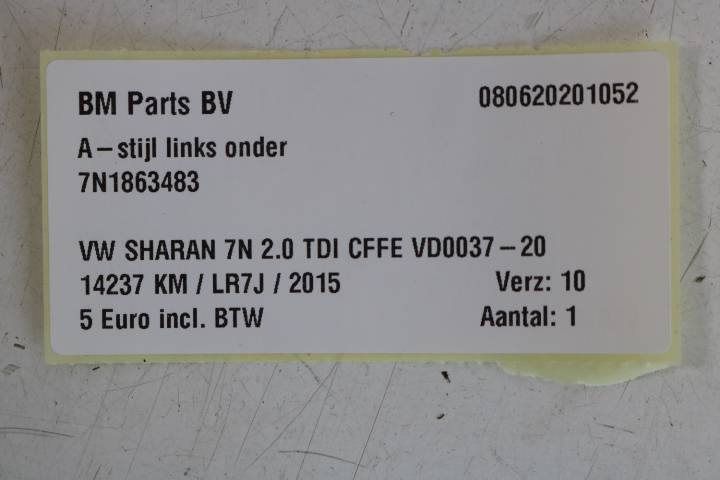 BM Parts BV 080620201052
A-stijl links onder
7N1863483
VW SHARAN 7N 2.0 TDI CFFE VD0037-20
14237 KM / LR7J / 2015 Verz: 10
5 Euro incl. BTW Aantal: 1